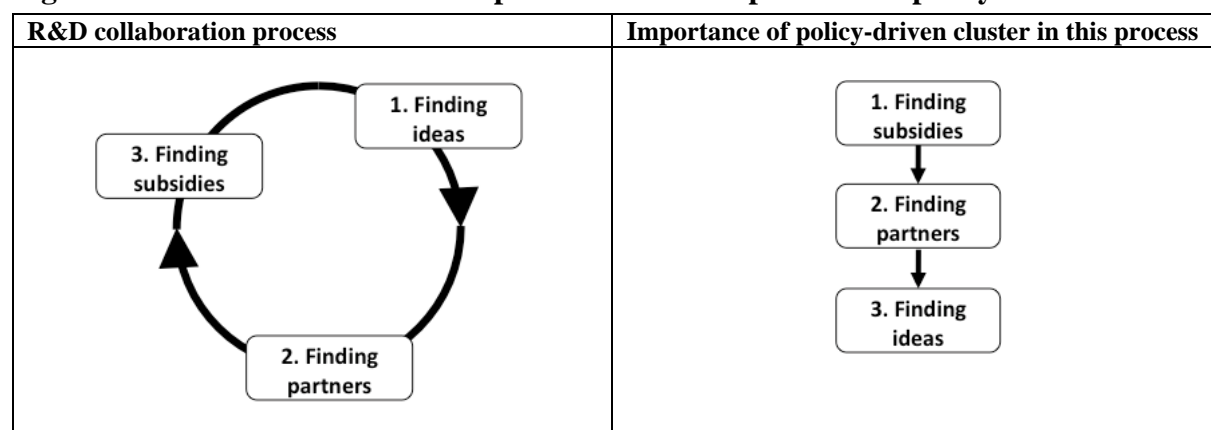 R&D collaboration process
Importance of policy-driven cluster in this process
1. Finding
ideas
3. Finding
subsidies
2. Finding
partners
1. Finding
subsidies
2. Finding
partners
3. Finding
ideas